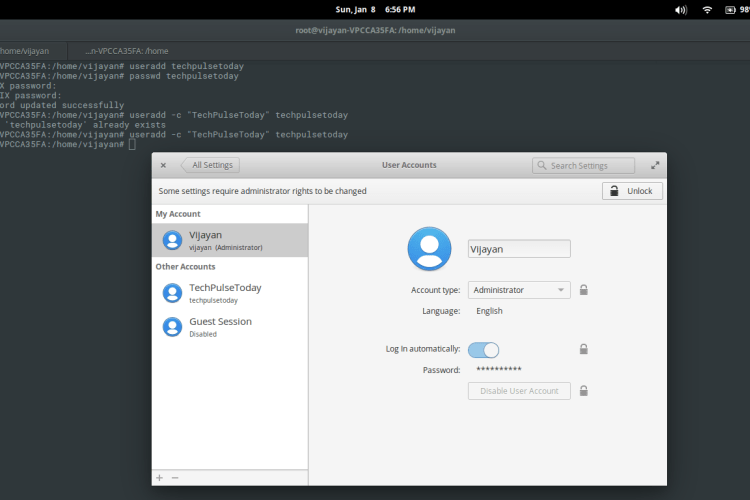 Sun, Jan 8 6:56 PM 98%
root@vijayan-VPCCA35FA: /home/vijayan
home/vijayan ...n-VPCCA35FA: /home
VPCCA35FA:/home/vijayan# useradd techpulsetoday
VPCCA35FA:/home/vijayan# passwd techpulsetoday
X password:
IX password:
ord updated successfully
VPCCA35FA:/home/vijayan# useradd -c "TechPulseToday" techpulsetoday
`techpulsetoday` already exists
VPCCA35FA:/home/vijayan# useradd -c "TechPulseToday" techpulsetoday
VPCCA35FA:/home/vijayan#
All Settings User Accounts Search Settings
Some settings require administrator rights to be changed Unlock
My Account
Vijayan
vijayan (Administrator)
Other Accounts
TechPulseToday
techpulsetoday
Guest Session
Disabled
Vijayan
Account type: Administrator
Language: English
Log In automatically:
Password: **********
Disable User Account